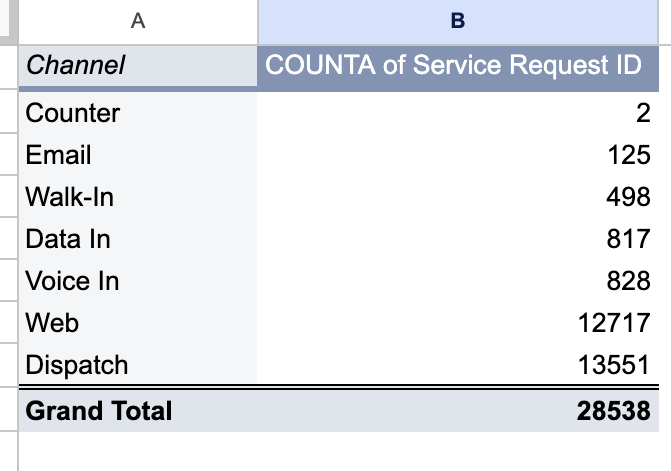 A B
Channel COUNTA of Service Request ID
Counter 2
Email 125
Walk-In 498
Data In 817
Voice In 828
Web 12717
Dispatch 13551
Grand Total 28538